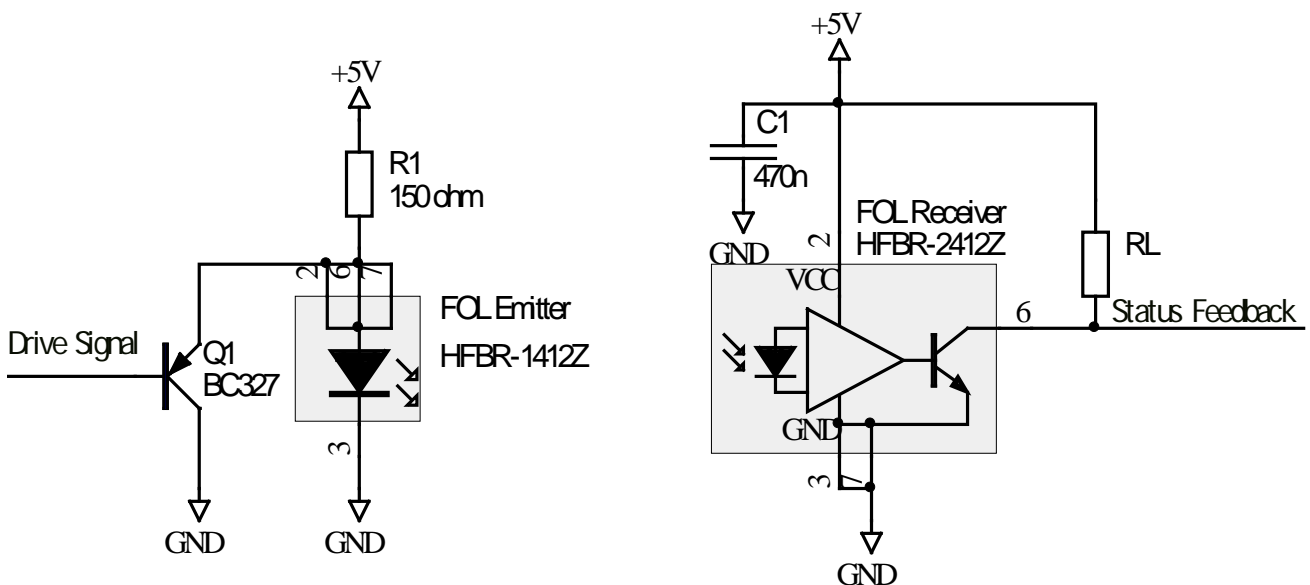 +5V
R1
150 ohm
2
6
7
FOL Emitter
HFBR-1412Z
Drive Signal
Q1
BC327
3
GND
GND
+5V
C1
470n
GND
2
FOL Receiver
HFBR-2412Z
VCC
RL
6
Status Feedback
GND
3
7
GND